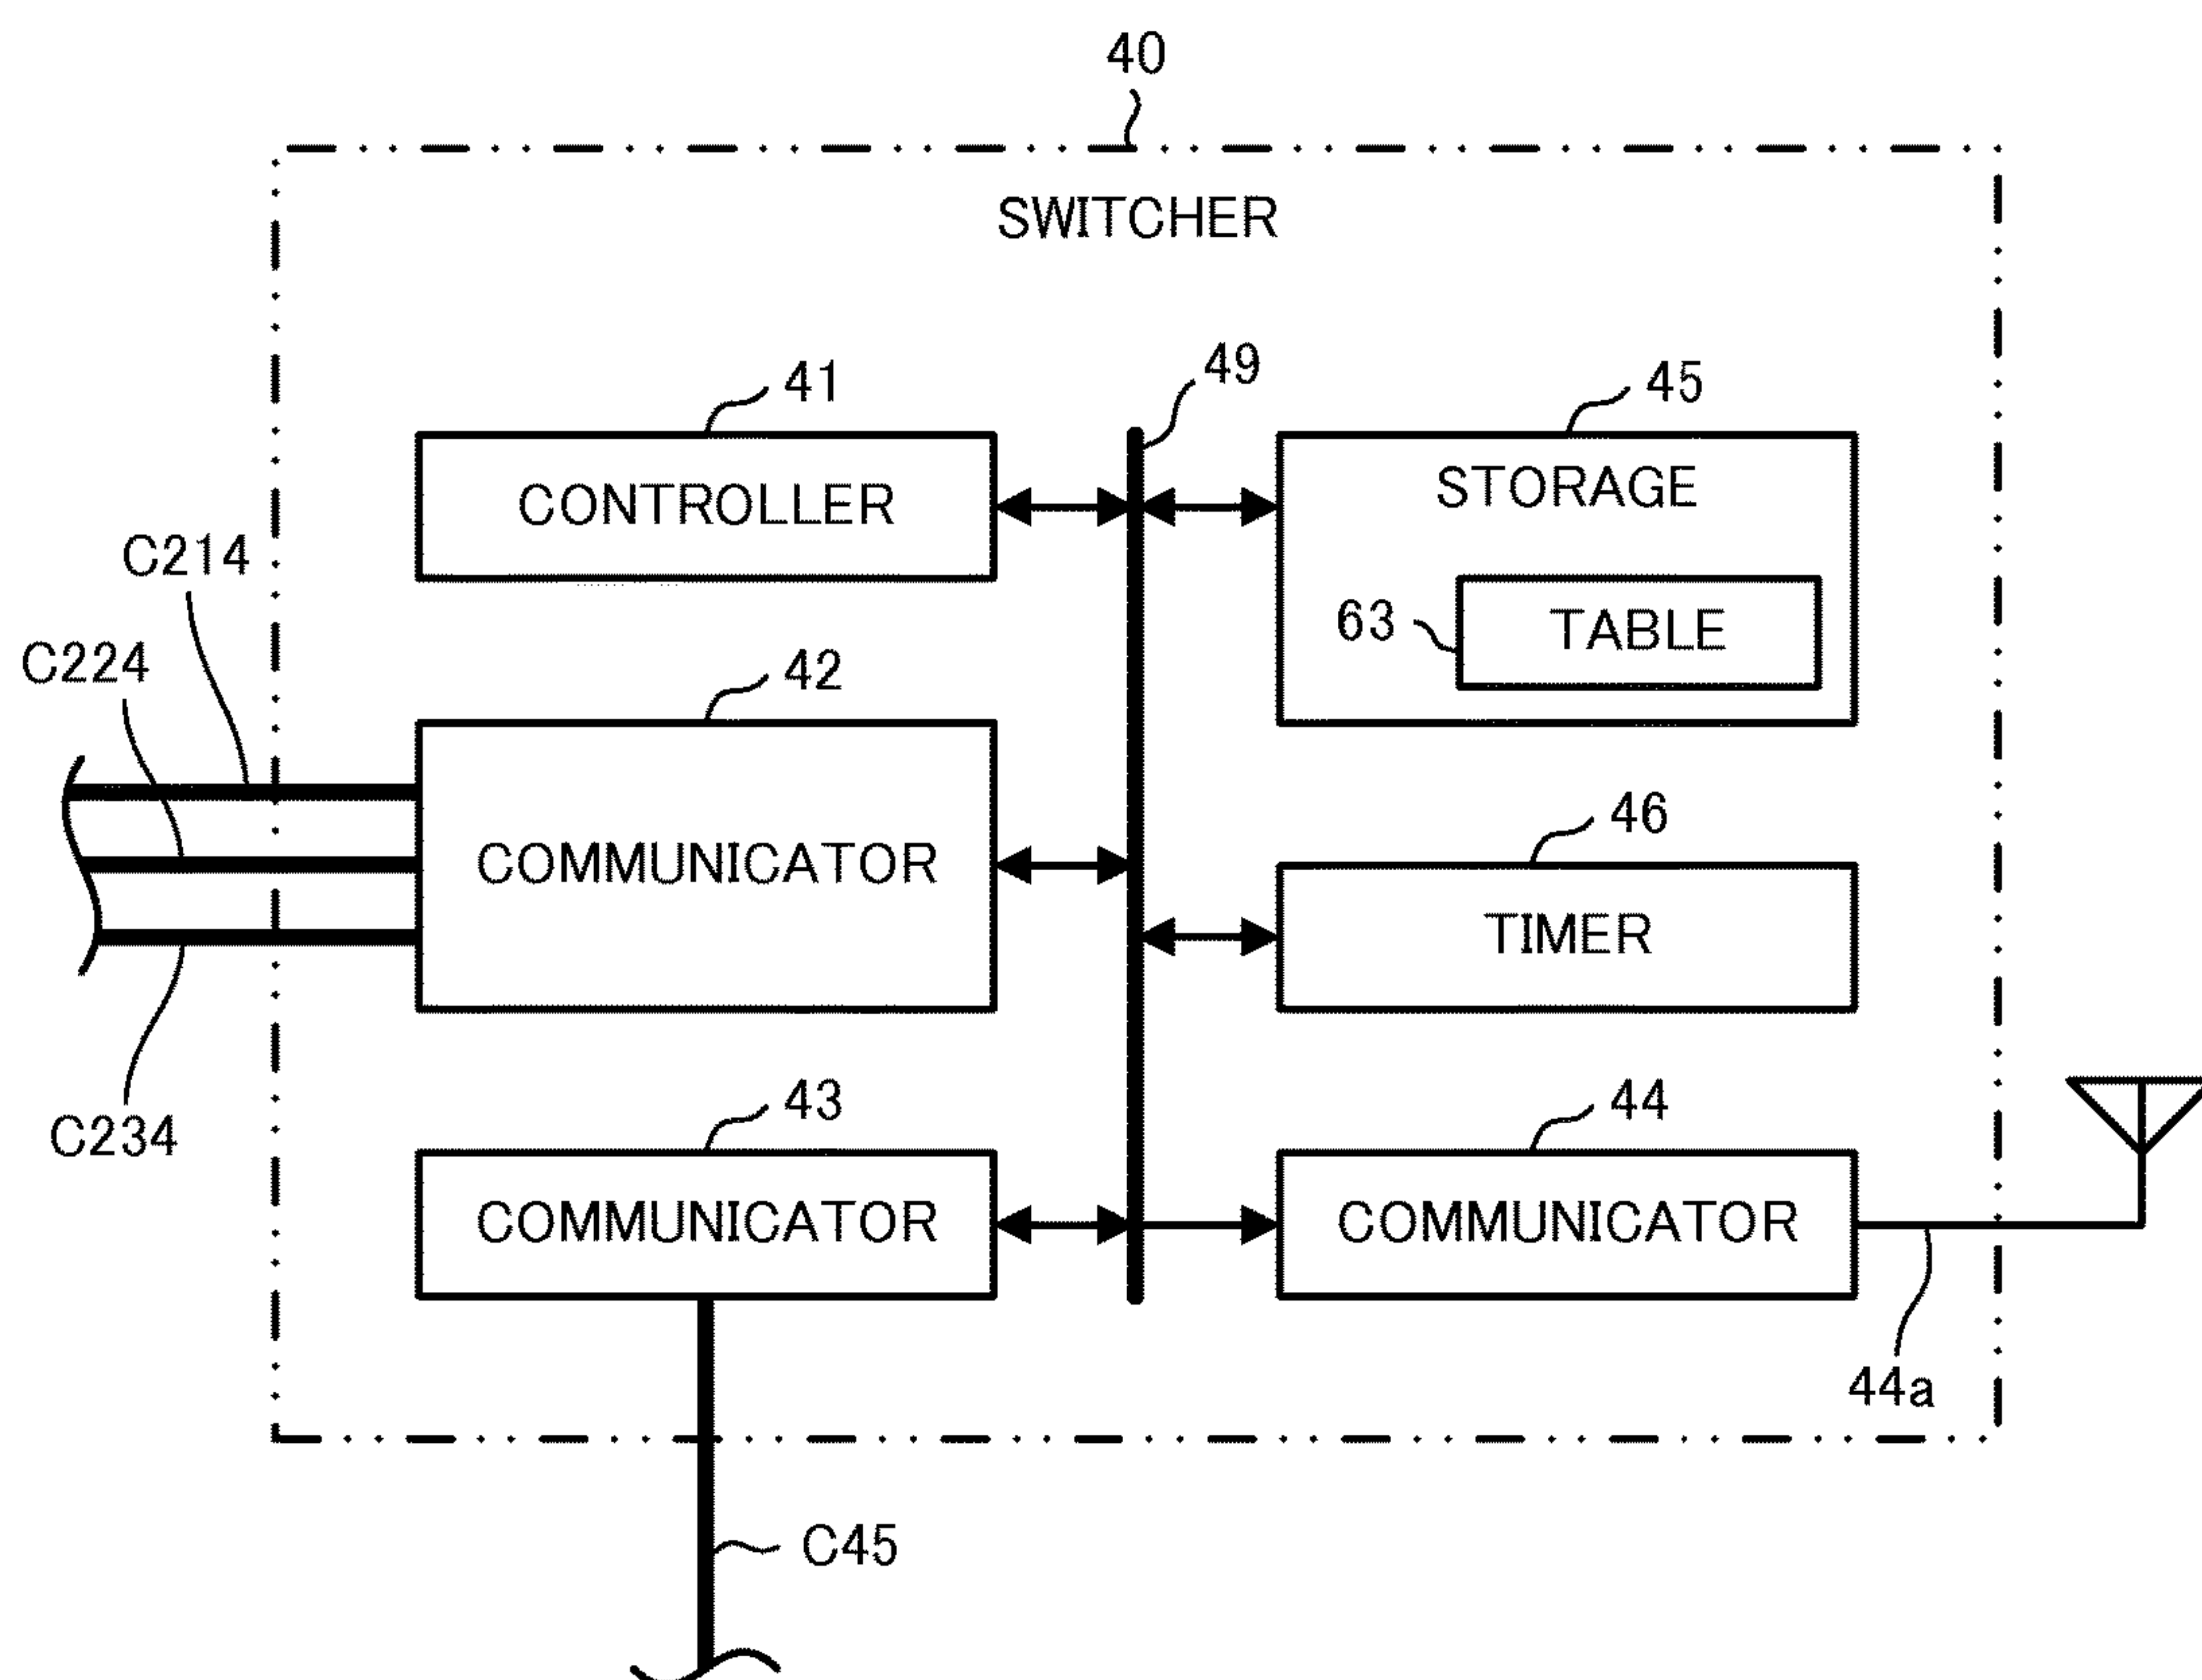 40
SWITCHER
41
49
45
CONTROLLER
STORAGE
C214
63
TABLE
C224
42
COMMUNICATOR
46
TIMER
C234
43
44
COMMUNICATOR
COMMUNICATOR
44a
C45